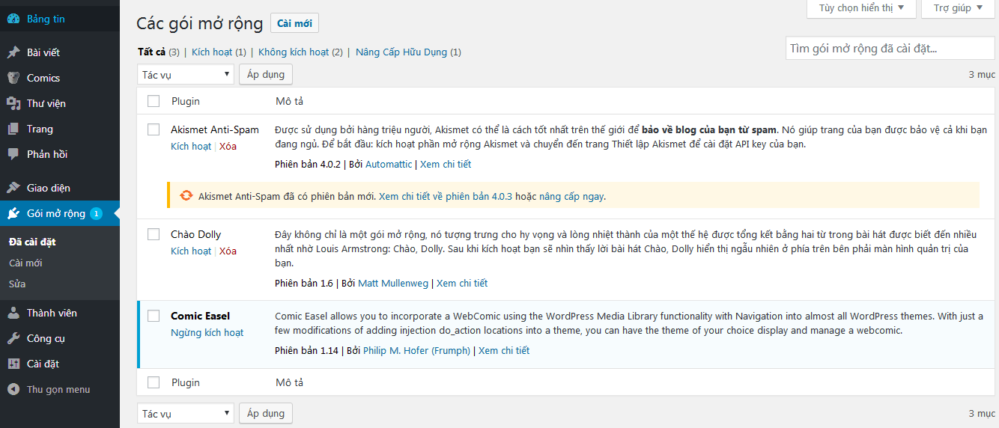 Bảng tin
Bài viết
Comics
Thư viện
Trang
Phản hồi
Giao diện
Gói mở rộng 1
Đã cài đặt
Cài mới
Sửa
Thành viên
Công cụ
Cài đặt
Thu gọn menu
Tùy chọn hiển thị
Trợ giúp
Các gói mở rộng
Cài mới
Tất cả (3) | Kích hoạt (1) | Không kích hoạt (2) | Nâng Cấp Hữu Dụng (1)
Tìm gói mở rộng đã cài đặt...
Tác vụ
Áp dụng
3 mục
Plugin
Mô tả
Akismet Anti-Spam
Kích hoạt | Xóa
Được sử dụng bởi hàng triệu người, Akismet có thể là cách tốt nhất trên thế giới để bảo vê blog của bạn từ spam. Nó giúp trang của bạn được bảo vệ cả khi bạn
đang ngủ. Để bắt đầu: kích hoạt phần mở rộng Akismet và chuyển đến trang Thiết lập Akismet để cài đặt API key của bạn.
Phiên bản 4.0.2 | Bởi Automattic | Xem chi tiết
Akismet Anti-Spam đã có phiên bản mới. Xem chi tiết về phiên bản 4.0.3 hoặc nâng cấp ngay.
Chào Dolly
Kích hoạt | Xóa
Đây không chỉ là một gói mở rộng, nó tượng trưng cho hy vọng và lòng nhiệt thành của một thế hệ được tổng kết bằng hai từ trong bài hát được biết đến nhiều
nhất nhờ Louis Armstrong: Chào, Dolly. Sau khi kích hoạt bạn sẽ nhìn thấy lời bài hát Chào, Dolly hiển thị ngẫu nhiên ở phía trên bên phải màn hình quản trị của
bạn.
Phiên bản 1.6 | Bởi Matt Mullenweg | Xem chi tiết
Comic Easel
Ngừng kích hoạt
Comic Easel allows you to incorporate a WebComic using the WordPress Media Library functionality with Navigation into almost all WordPress themes. With just a
few modifications of adding injection do_action locations into a theme, you can have the theme of your choice display and manage a webcomic.
Phiên bản 1.14 | Bởi Philip M. Hofer (Frumph) | Xem chi tiết
Plugin
Mô tả
Tác vụ
Áp dụng
3 mục